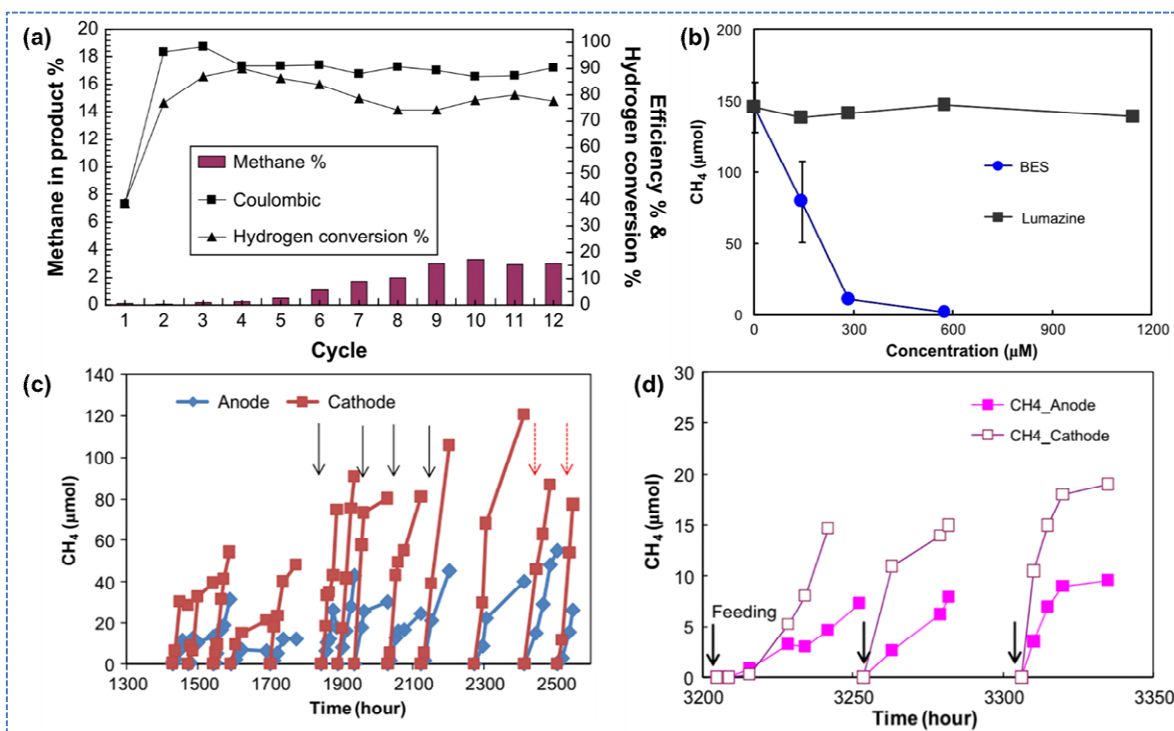 (a)
20
18
16
14
12
10
8
6
4
2
0
Methane in product %
100
90
80
70
60
50
40
30
20
10
0
Efficiency % &
Hydrogen conversion %
Methane %
Coulombic
Hydrogen conversion %
1 2 3 4 5 6 7 8 9 10 11 12
Cycle
(b)
200
150
100
50
0
CH₄ (µmol)
BES
Lumazine
0 300 600 900 1200
Concentration (µM)
(c)
140
120
100
80
60
40
20
0
CH₄ (µmol)
Anode Cathode
1300 1500 1700 1900 2100 2300 2500
Time (hour)
(d)
30
25
20
15
10
5
0
CH₄ (µmol)
CH4_Anode
CH4_Cathode
Feeding
3200 3250 3300 3350
Time (hour)